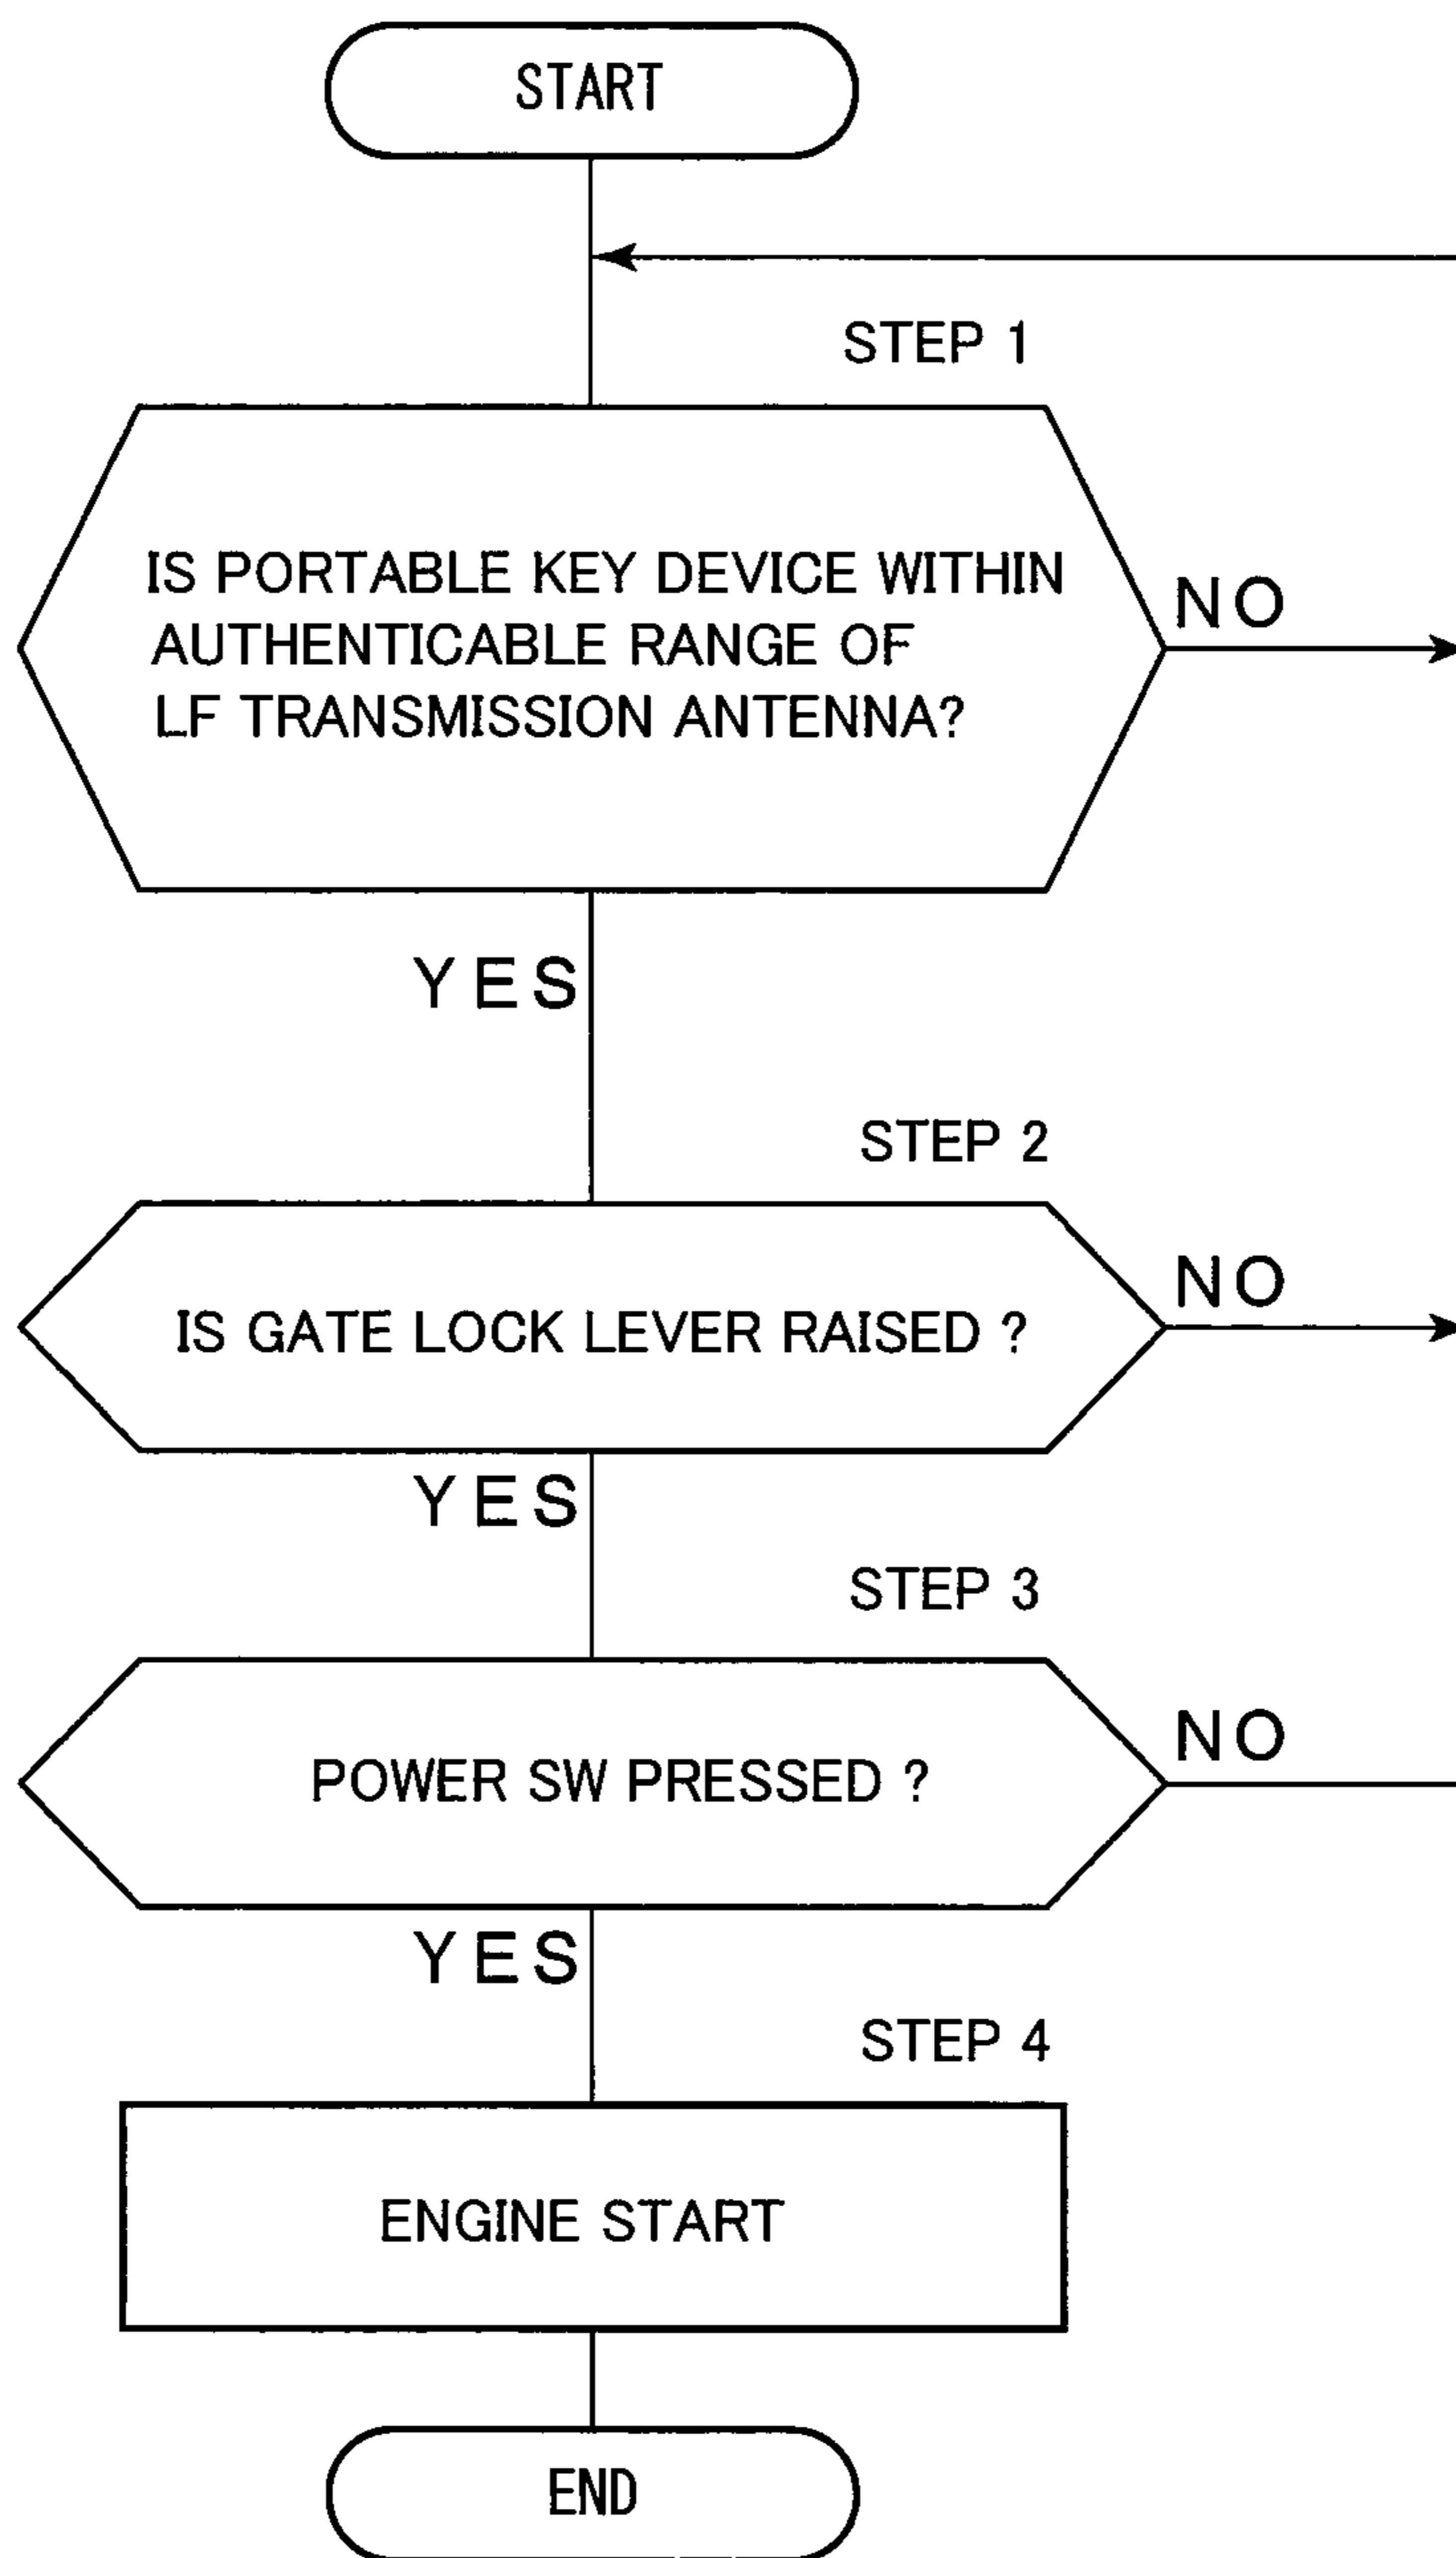 START
STEP 1
IS PORTABLE KEY DEVICE WITHIN
AUTHENTICABLE RANGE OF
LF TRANSMISSION ANTENNA?
NO
YES
STEP 2
IS GATE LOCK LEVER RAISED ?
NO
YES
STEP 3
POWER SW PRESSED ?
NO
YES
STEP 4
ENGINE START
END